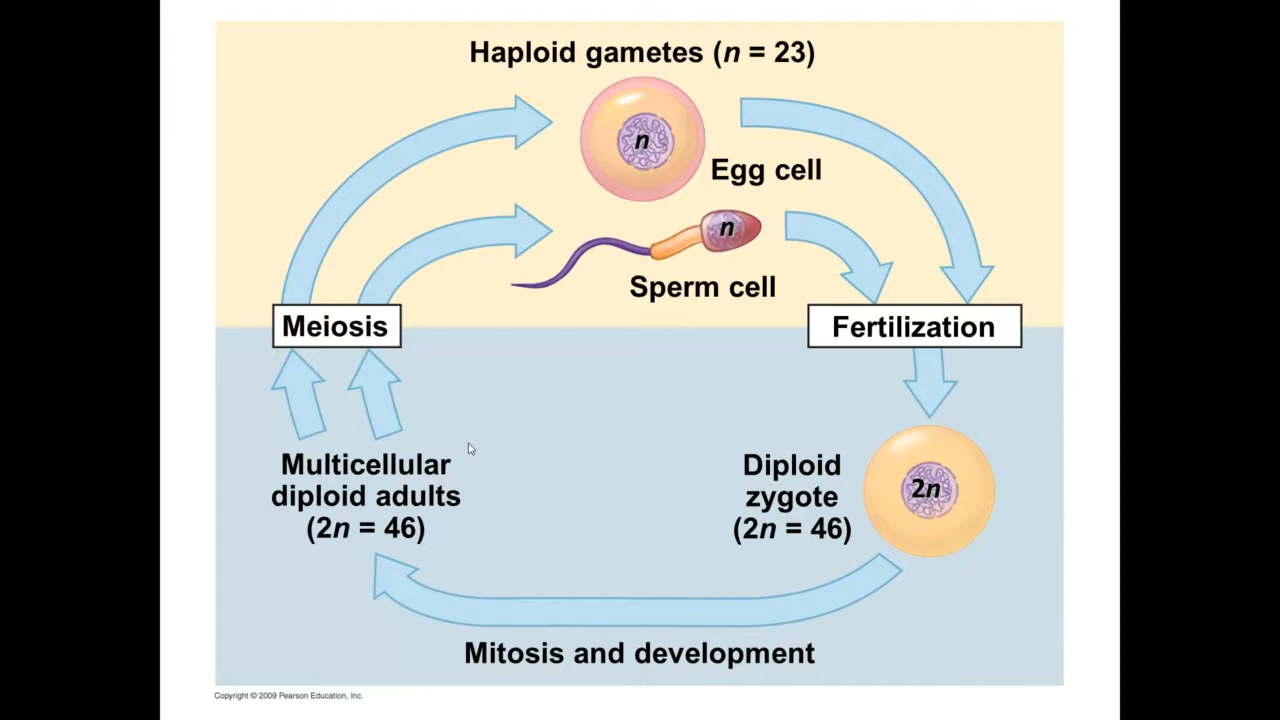 Haploid gametes (n = 23)
n
Egg cell
n
Sperm cell
Meiosis
Fertilization
Multicellular
diploid adults
(2n = 46)
Diploid
zygote
(2n = 46)
2n
Mitosis and development
Copyright © 2009 Pearson Education, Inc.